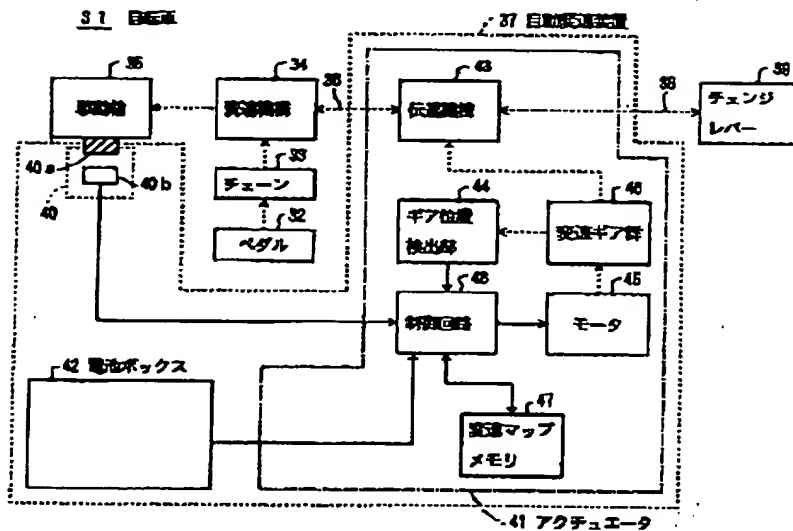 31 自転車
37 自動変速装置
35
駆動輪
34
変速機構
36
43
伝達機構
38
39
チェンジ
レバー
40a
40b
40
33
チェーン
32
ペダル
44
ギア位置
検出部
46
変速ギア群
48
制御回路
45
モータ
42 電池ボックス
47
変速マップ
メモリ
41 アクチュエータ